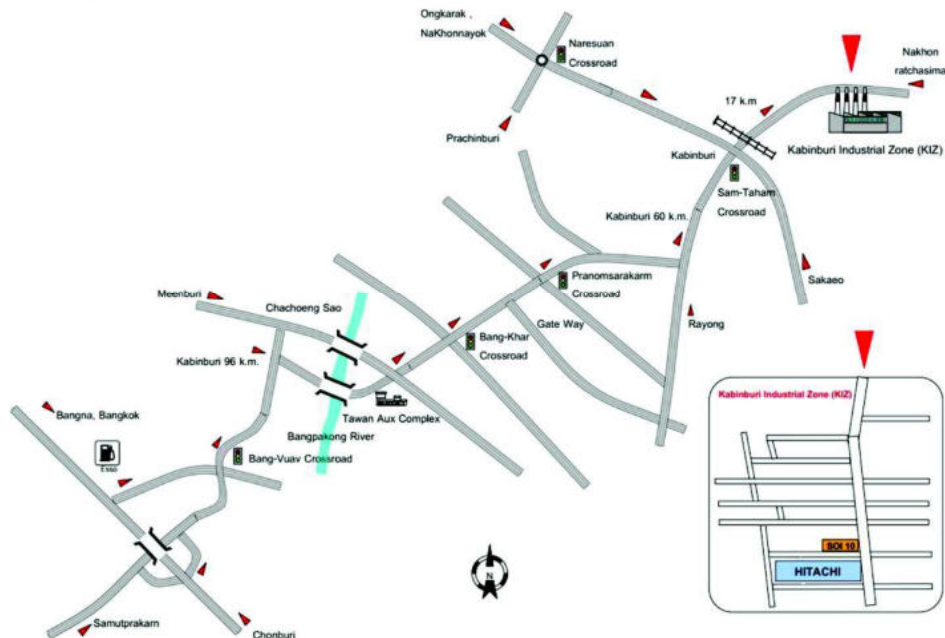 Ongkarak ,
NaKhonnayok
Naresuan
Crossroad
Nakhon
ratchasima
17 k.m
Prachinburi
Kabinburi
Kabinburi Industrial Zone (KIZ)
Sam-Taham
Crossroad
Kabinburi 60 k.m.
Sakaeo
Pranomsarakarm
Crossroad
Meenburi
Chachoeng Sao
Gate Way
Rayong
Bang-Khar
Crossroad
Kabinburi 96 k.m.
Tawan Aux Complex
Bangna, Bangkok
Bangpakong River
Esso
Bang-Vuav Crossroad
Samutprakarn
Chonburi
N
Kabinburi Industrial Zone (KIZ)
SOI 10
HITACHI